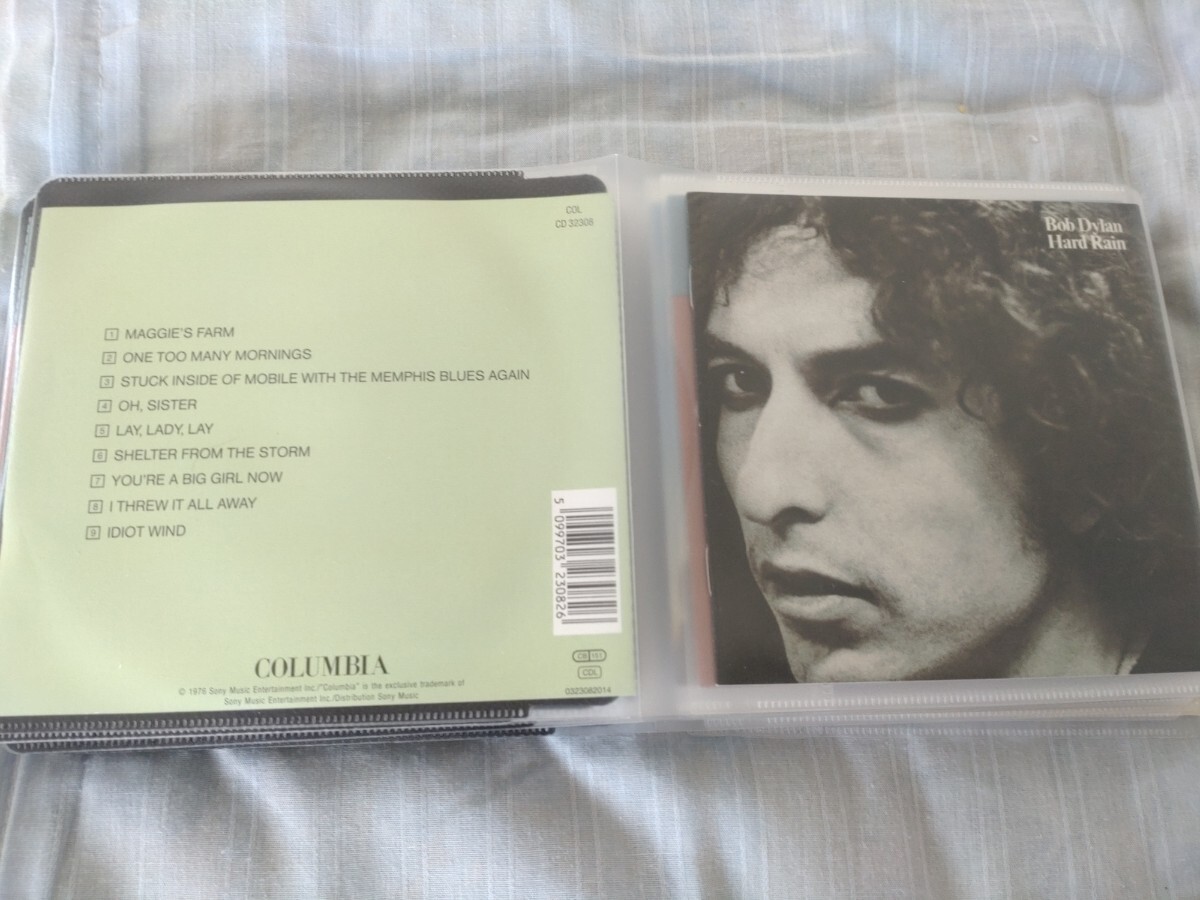 COL
CD 32308
1 MAGGIE'S FARM
2 ONE TOO MANY MORNINGS
3 STUCK INSIDE OF MOBILE WITH THE MEMPHIS BLUES AGAIN
4 OH, SISTER
5 LAY, LADY, LAY
6 SHELTER FROM THE STORM
7 YOU'RE A BIG GIRL NOW
8 I THREW IT ALL AWAY
9 IDIOT WIND
5 099703 230826
COLUMBIA
© 1976 Sony Music Entertainment Inc./"Columbia" is the exclusive trademark of
Sony Music Entertainment Inc./Distribution Sony Music
CB 151
CDL
0323082014
Bob Dylan
Hard Rain